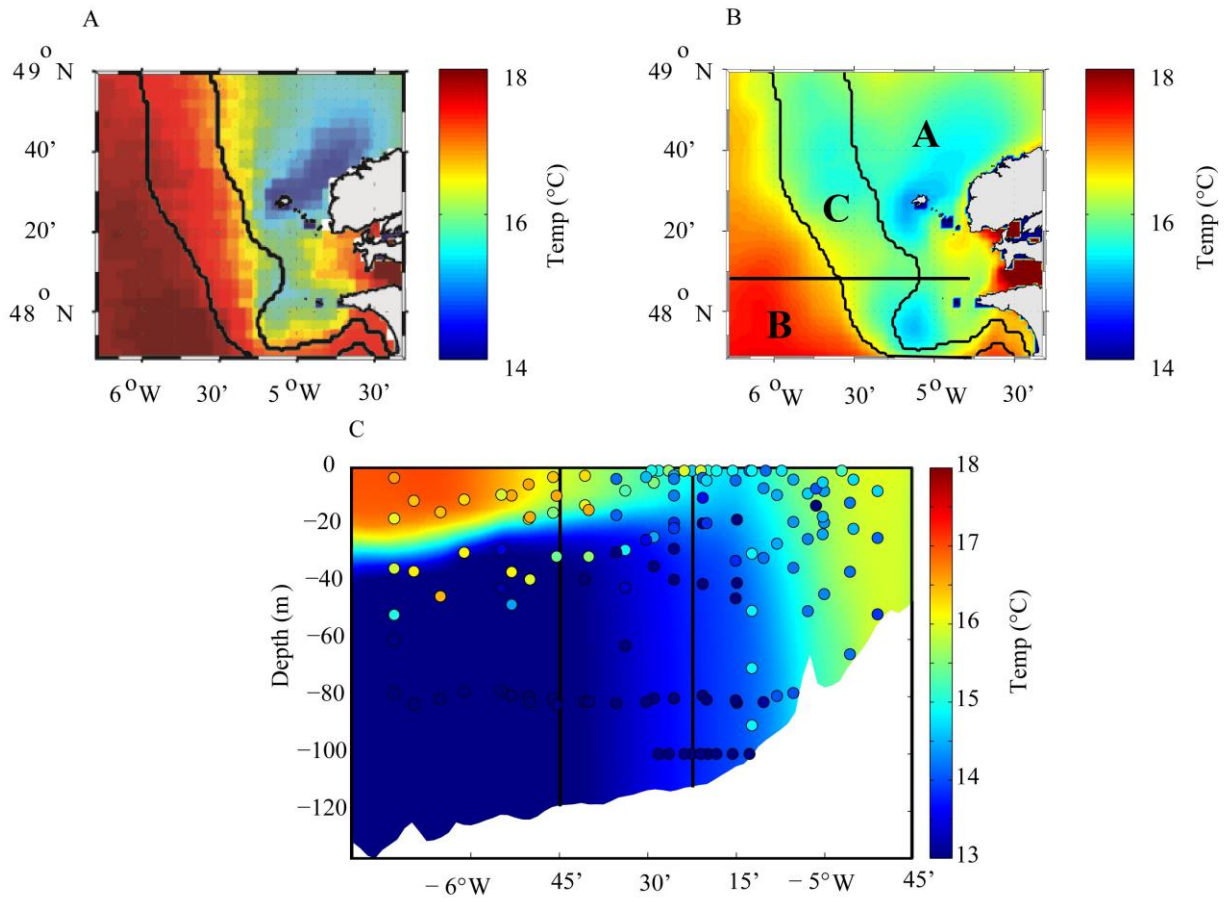 A
49° N
40'
20'
48° N
6°W 30' 5°W 30'
18
16
14
Temp (°C)
B
49° N
40'
20'
48° N
6°W 30' 5°W 30'
A
C
B
18
16
14
Temp (°C)
C
0
−20
−40
−60
−80
−100
−120
Depth (m)
−6°W 45' 30' 15' −5°W 45'
18
17
16
15
14
13
Temp (°C)